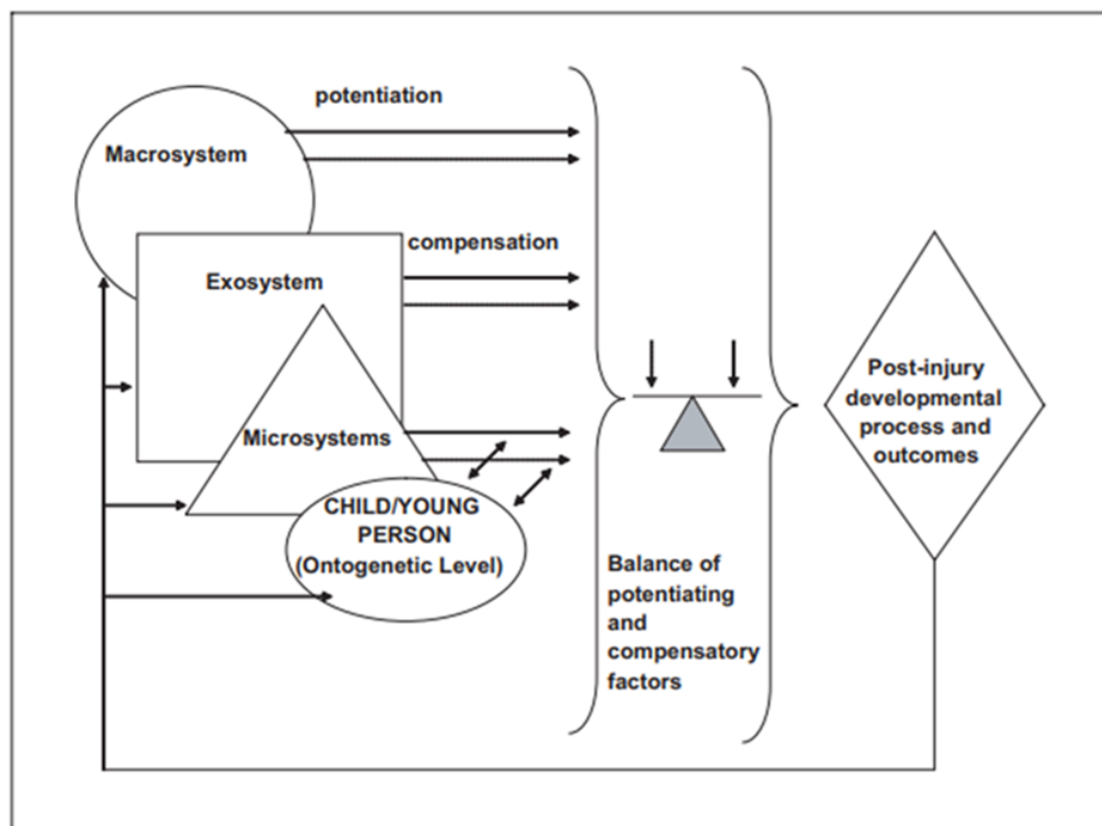 potentiation
Macrosystem
compensation
Exosystem
Microsystems
CHILD/YOUNG
PERSON
(Ontogenetic Level)
Balance of
potentiating
and
compensatory
factors
Post-injury
developmental
process and
outcomes